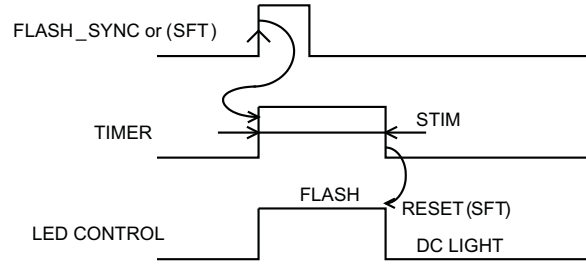 FLASH_SYNC or (SFT)
TIMER
STIM
FLASH
RESET(SFT)
LED CONTROL
DC LIGHT